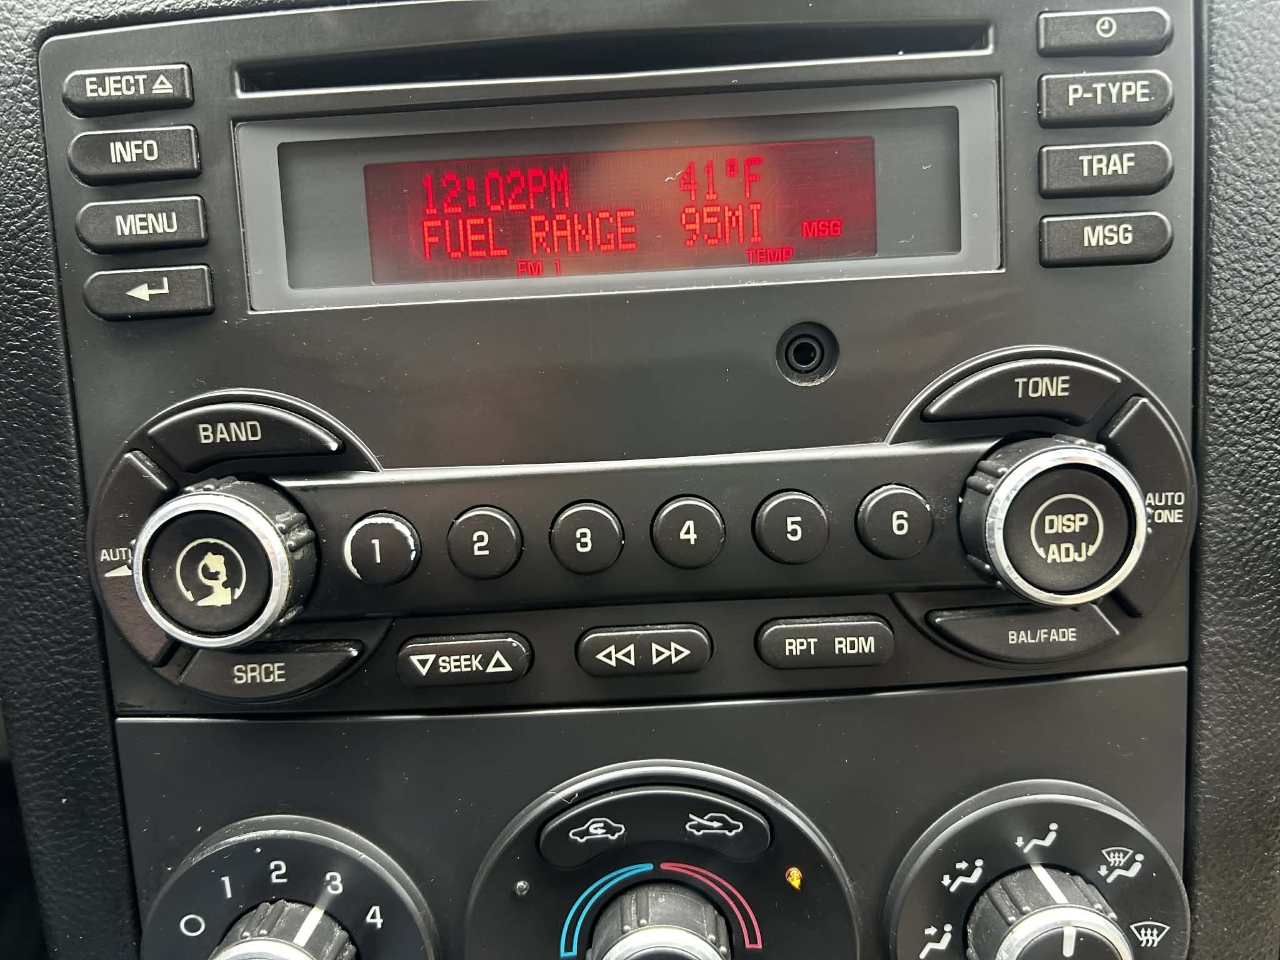 EJECT
INFO
MENU
P-TYPE
TRAF
MSG
12:02PM 41°F
FUEL RANGE 95MI MSG
FM 1 TEMP
BAND
TONE
AUTO
AUTO
TONE
1 2 3 4 5 6
DISP
ADJ
SRCE
SEEK
RPT RDM
BAL/FADE
0 1 2 3 4